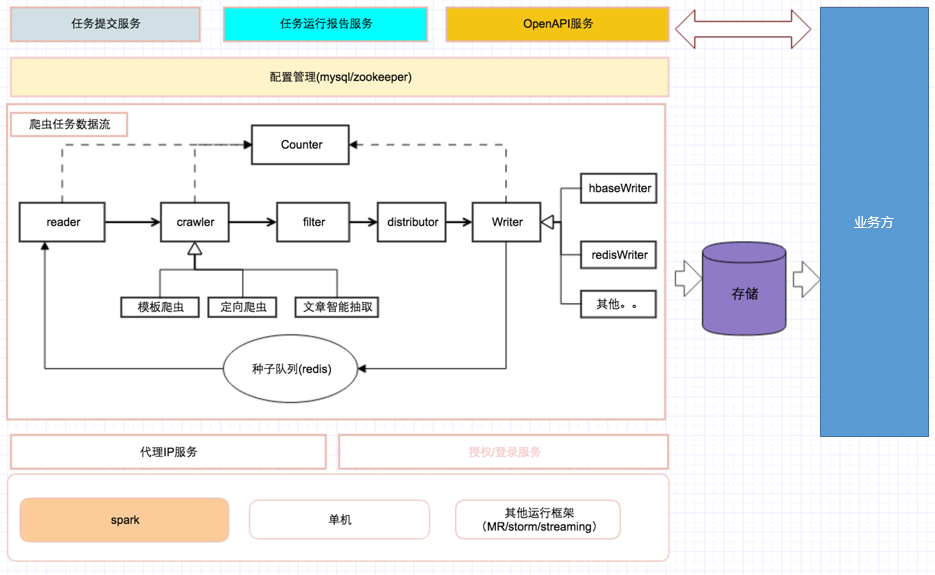 任务提交服务
任务运行报告服务
OpenAPI服务
配置管理(mysql/zookeeper)
爬虫任务数据流
Counter
reader
crawler
filter
distributor
Writer
hbaseWriter
redisWriter
其他。。
模板爬虫
定向爬虫
文章智能抽取
种子队列(redis)
存储
业务方
代理IP服务
授权/登录服务
spark
单机
其他运行框架
（MR/storm/streaming）